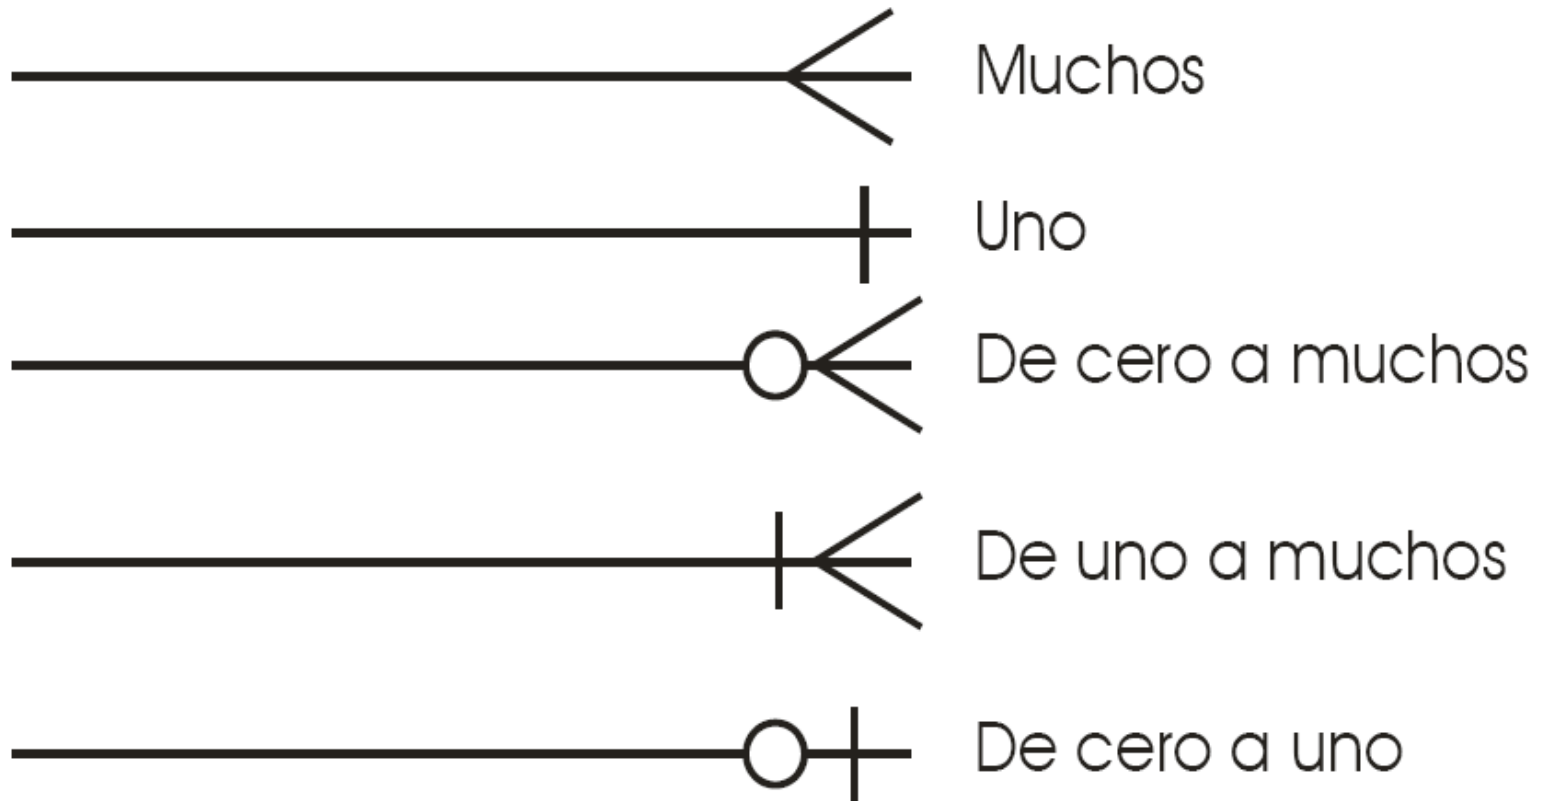 Muchos
Uno
De cero a muchos
De uno a muchos
De cero a uno